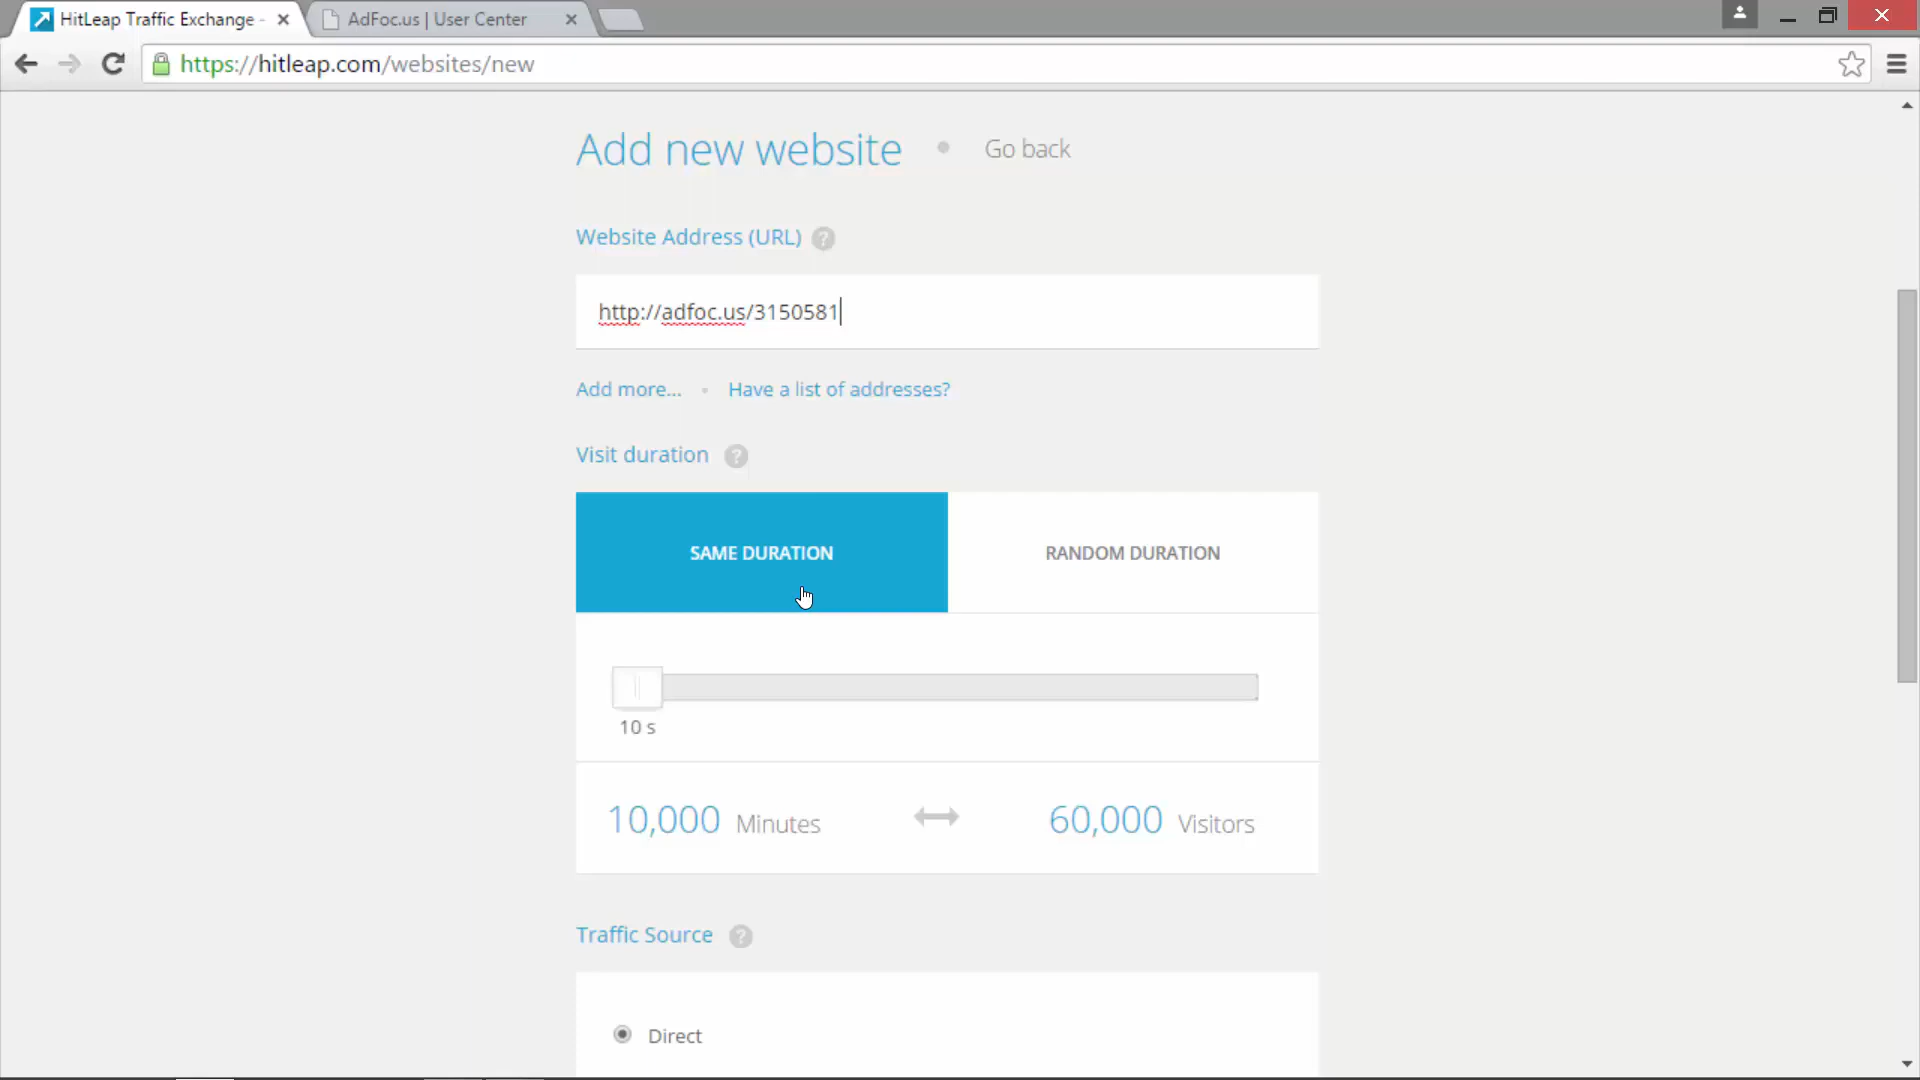 HitLeap Traffic Exchange -
AdFoc.us | User Center
https://hitleap.com/websites/new
Add new website • Go back
Website Address (URL) ?
http://adfoc.us/3150581
Add more... • Have a list of addresses?
Visit duration ?
SAME DURATION RANDOM DURATION
10 s
10,000 Minutes 60,000 Visitors
Traffic Source ?
Direct